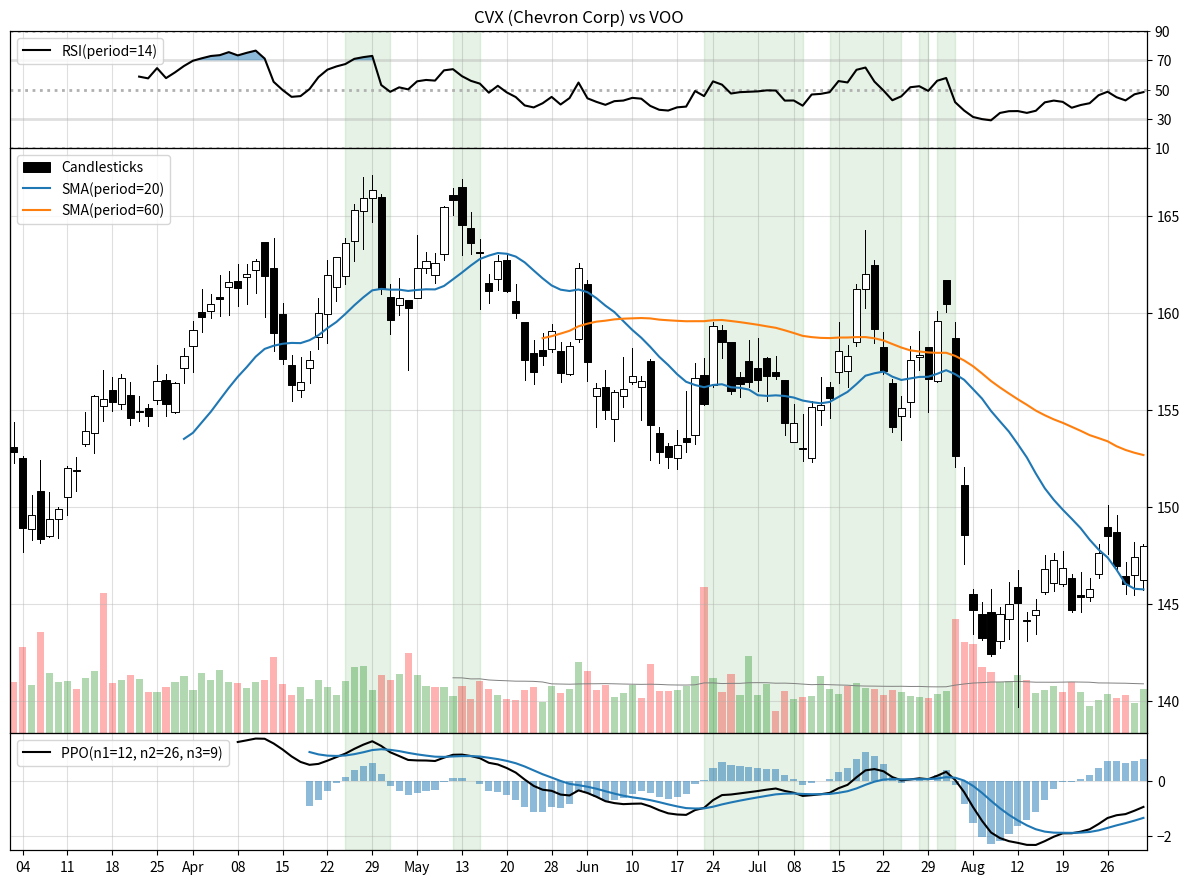 CVX (Chevron Corp) vs VOO
RSI(period=14)
90
70
50
30
10
Candlesticks
SMA(period=20)
SMA(period=60)
165
160
155
150
145
140
PPO(n1=12, n2=26, n3=9)
0
−2
04 11 18 25 Apr 08 15 22 29 May 13 20 28 Jun 10 17 24 Jul 08 15 22 29 Aug 12 19 26